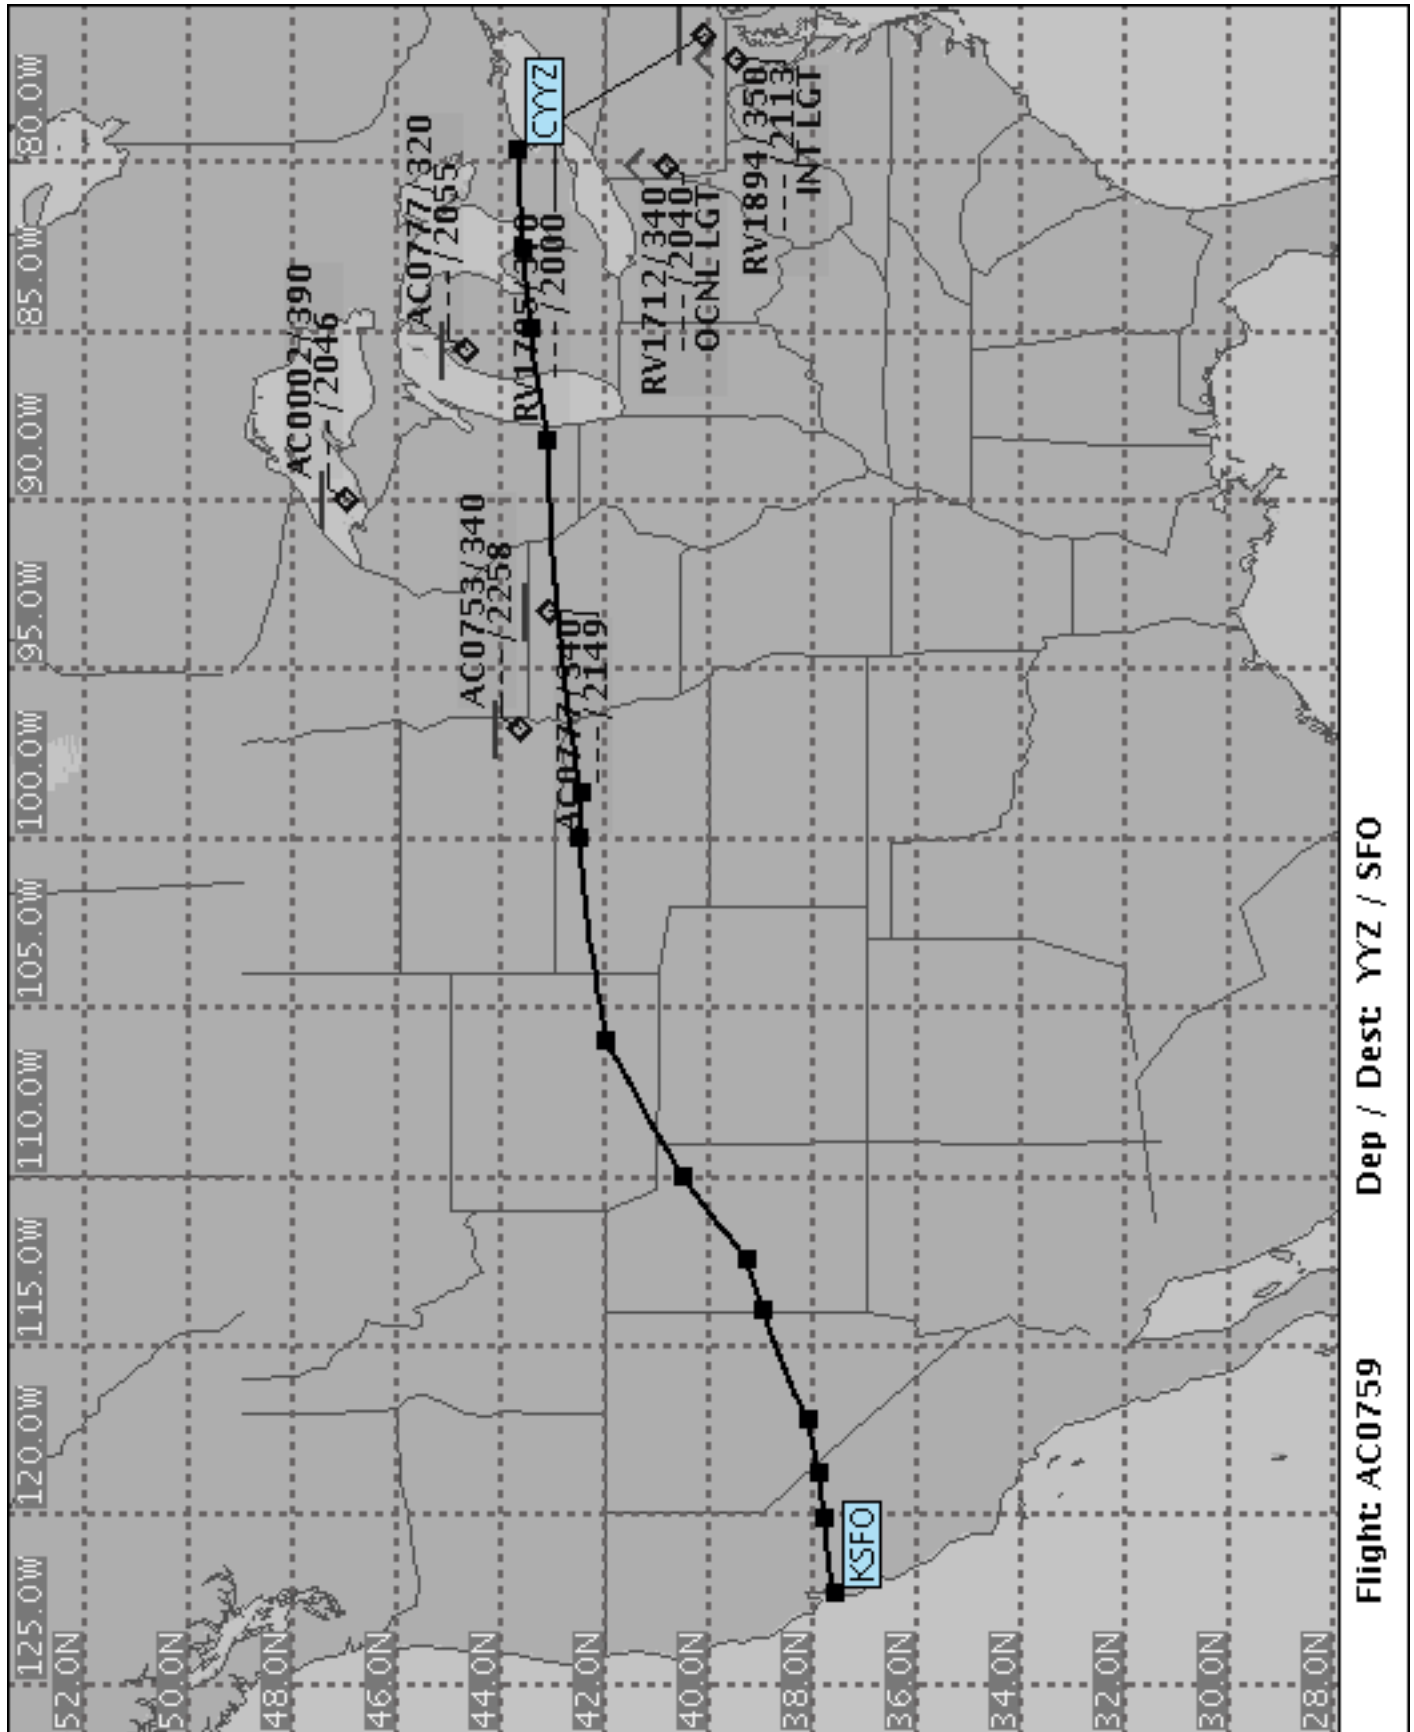 125.0W 120.0W 115.0W 110.0W 105.0W 100.0W 95.0W 90.0W 85.0W 80.0W
52.0N
50.0N
48.0N
46.0N
44.0N
42.0N
40.0N
38.0N
36.0N
34.0N
32.0N
30.0N
28.0N
AC0002/390
---/2046
AC0777/320
---/2055
AC0753/340
----/2258
CYYZ
----/2000
AC0777/340
----/2149
RV1712/340
---/2040
OCNL LGT
RV1894/350
----/2113
INT LGT
KSFO
Flight: AC0759
Dep / Dest: YYZ / SFO